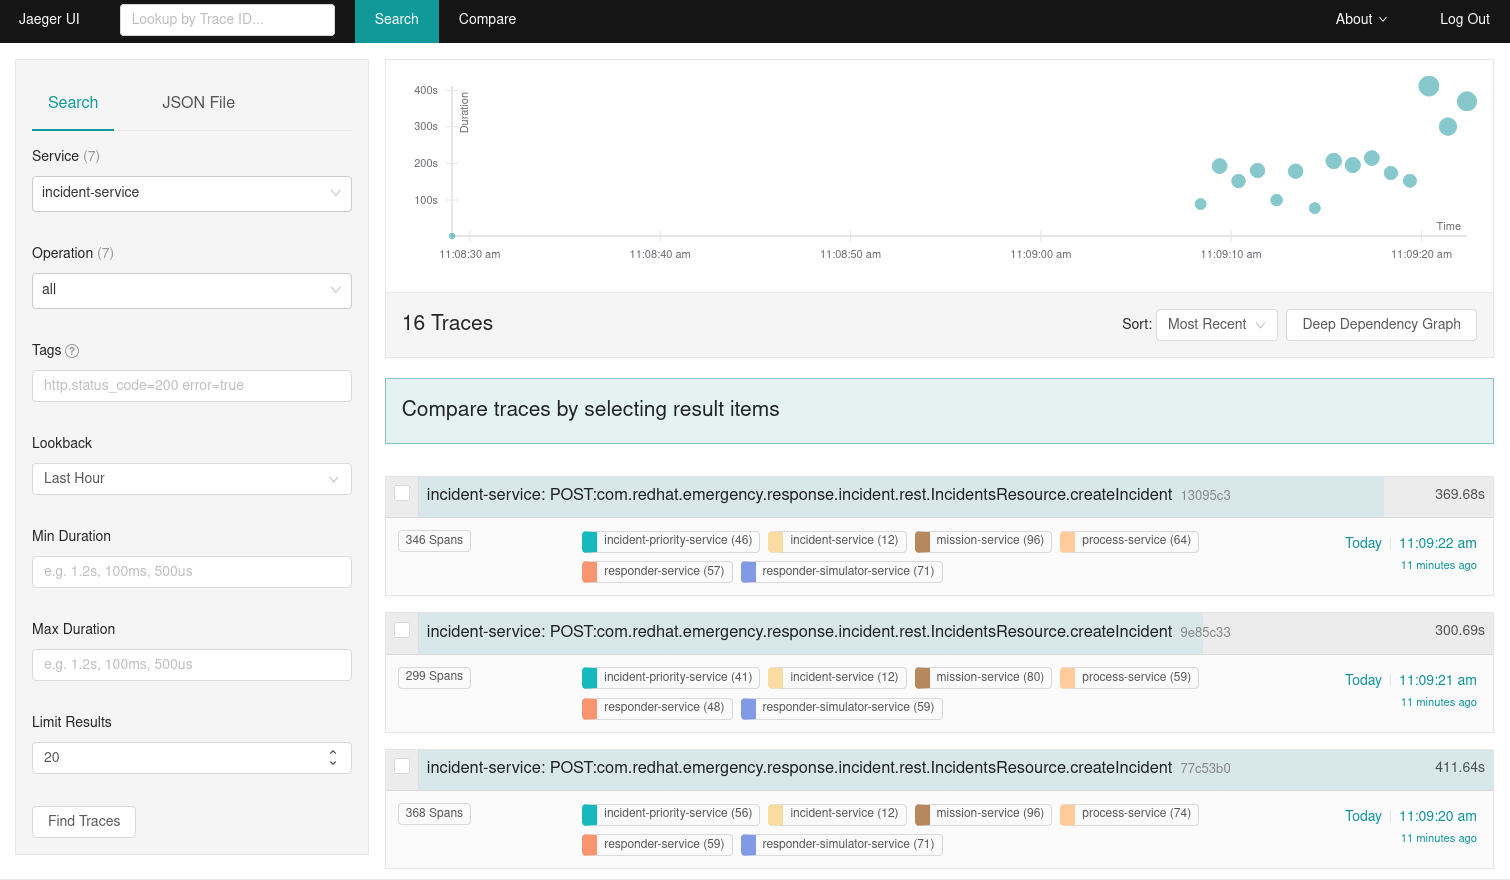 Jaeger UI Lookup by Trace ID... Search Compare About Log Out
Search JSON File
Service (7)
incident-service
Operation (7)
all
Tags ?
http.status_code=200 error=true
Lookback
Last Hour
Min Duration
e.g. 1.2s, 100ms, 500us
Max Duration
e.g. 1.2s, 100ms, 500us
Limit Results
20
Find Traces
400s
300s
200s
100s
Duration
Time
11:08:30 am 11:08:40 am 11:08:50 am 11:09:00 am 11:09:10 am 11:09:20 am
16 Traces Sort: Most Recent Deep Dependency Graph
Compare traces by selecting result items
incident-service: POST:com.redhat.emergency.response.incident.rest.IncidentsResource.createIncident 13095c3 369.68s
346 Spans incident-priority-service (46) incident-service (12) mission-service (96) process-service (64) Today 11:09:22 am
responder-service (57) responder-simulator-service (71) 11 minutes ago
incident-service: POST:com.redhat.emergency.response.incident.rest.IncidentsResource.createIncident 9e85c33 300.69s
299 Spans incident-priority-service (41) incident-service (12) mission-service (80) process-service (59) Today 11:09:21 am
responder-service (48) responder-simulator-service (59) 11 minutes ago
incident-service: POST:com.redhat.emergency.response.incident.rest.IncidentsResource.createIncident 77c53b0 411.64s
368 Spans incident-priority-service (56) incident-service (12) mission-service (96) process-service (74) Today 11:09:20 am
responder-service (59) responder-simulator-service (71) 11 minutes ago